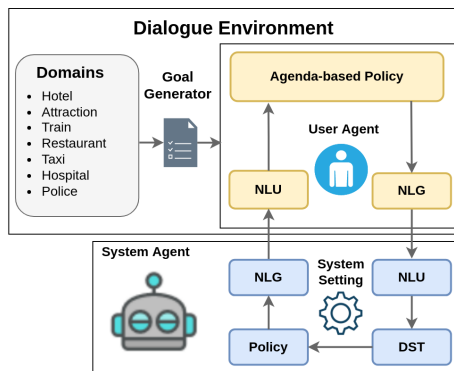 Dialogue Environment
Domains
• Hotel
• Attraction
• Train
• Restaurant
• Taxi
• Hospital
• Police
Goal
Generator
Agenda-based Policy
User Agent
NLU
NLG
System Agent
NLG
System
Setting
NLU
Policy
DST